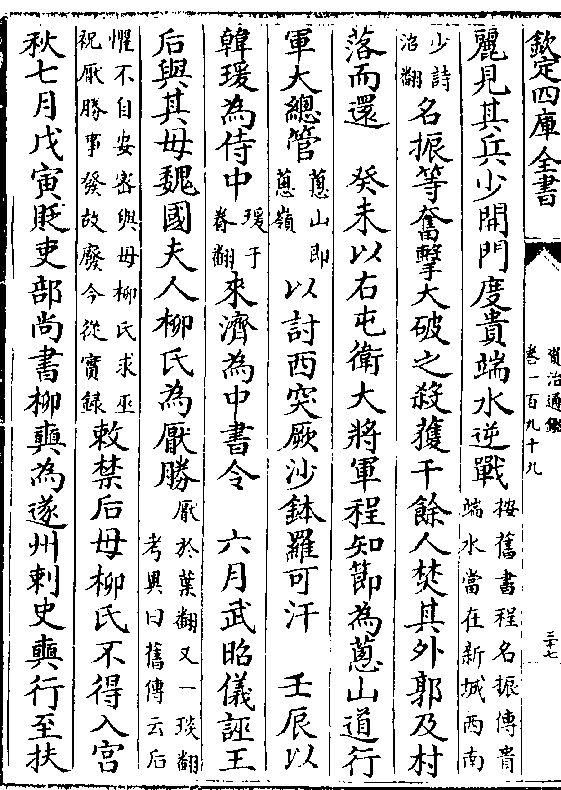 欽定四庫全書
資治通鑑
卷一百九十九
三十七
麗見其兵少開門度貴端水逆戰按舊書程名振傳貴端水當在新城西南
少詩沼翻名振等奮擊大破之殺獲千餘人焚其外郭及村
落而還 癸未以右屯衛大將軍程知節為蔥山道行
軍大總管蔥山即蔥嶺以討西突厥沙鉢羅可汗 壬辰以
韓瑗為侍中瑗于眷翻來濟為中書令 六月武昭儀誣王
后與其母魏國夫人柳氏為厭勝厭於葉翻又一琰翻考異曰舊傳云后
懼不自安密與母柳氏求巫祝厭勝事發故廢今從實錄敕禁后母柳氏不得入宮
秋七月戊寅貶吏部尚書柳奭為遂州刺史奭行至扶